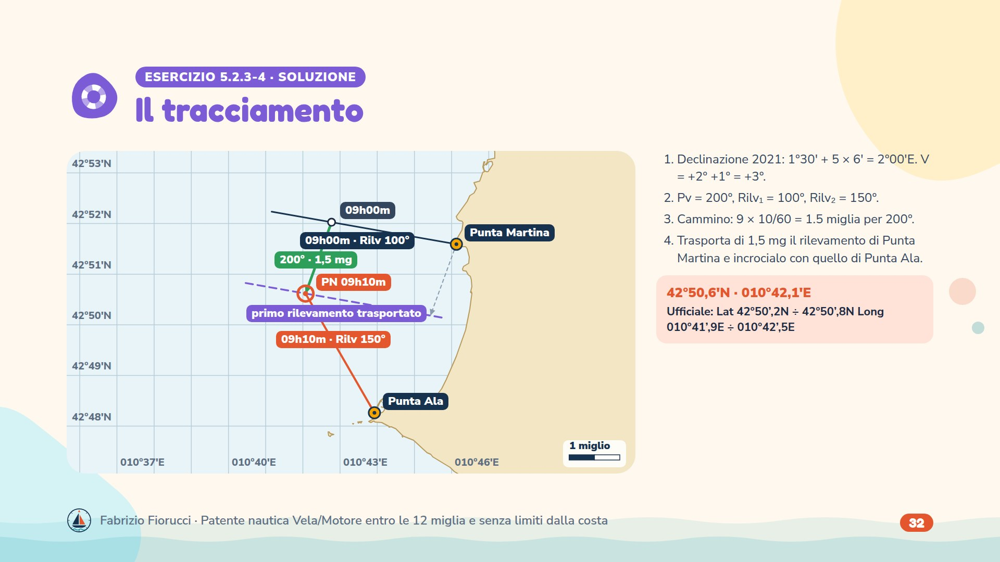 ESERCIZIO 5.2.3-4 · SOLUZIONE
Il tracciamento
42°53'N
42°52'N
42°51'N
42°50'N
42°49'N
42°48'N
010°37'E
010°40'E
010°43'E
010°46'E
09h00m
Punta Martina
09h00m · Rilv 100°
200° · 1,5 mg
PN 09h10m
primo rilevamento trasportato
09h10m · Rilv 150°
Punta Ala
1 miglio
1. Declinazione 2021: 1°30' + 5 × 6' = 2°00'E. V
= +2° +1° = +3°.
2. Pv = 200°, Rilv₁ = 100°, Rilv₂ = 150°.
3. Cammino: 9 × 10/60 = 1.5 miglia per 200°.
4. Trasporta di 1,5 mg il rilevamento di Punta
Martina e incrocialo con quello di Punta Ala.
42°50,6'N · 010°42,1'E
Ufficiale: Lat 42°50’,2N ÷ 42°50’,8N Long
010°41’,9E ÷ 010°42’,5E
Fabrizio Fiorucci · Patente nautica Vela/Motore entro le 12 miglia e senza limiti dalla costa
32